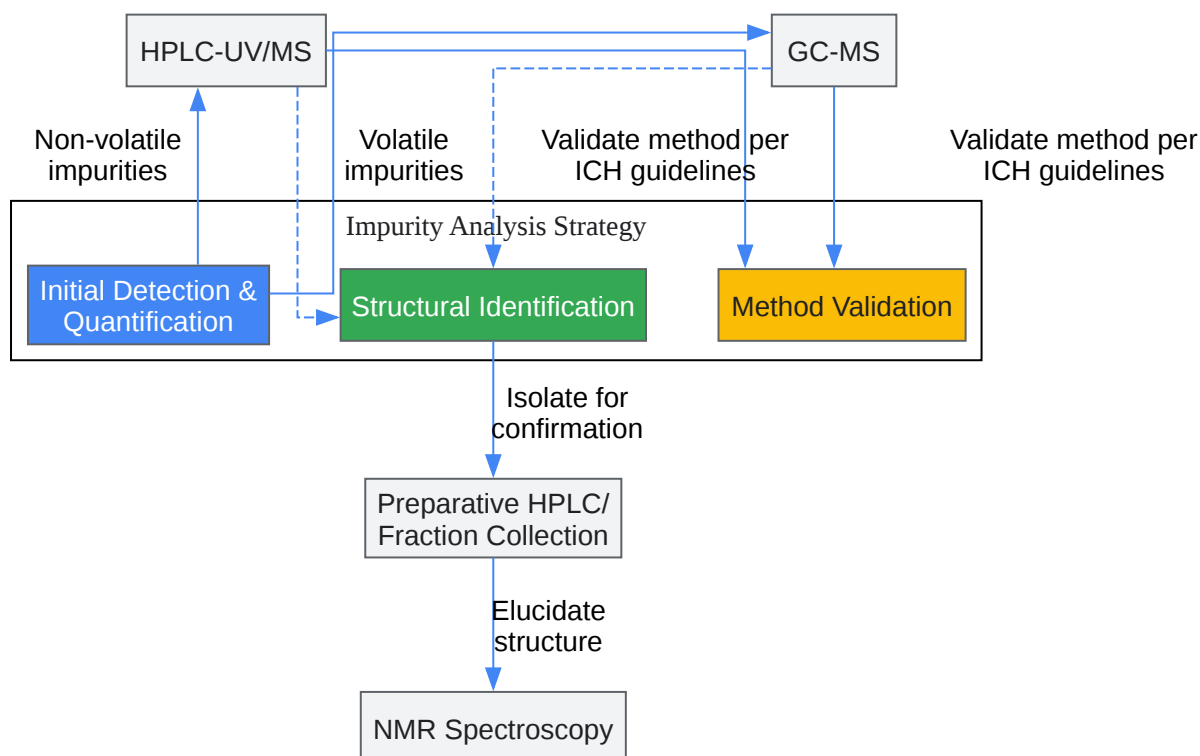 HPLC-UV/MS
GC-MS
Non-volatile
impurities
Volatile
impurities
Validate method per
ICH guidelines
Validate method per
ICH guidelines
Impurity Analysis Strategy
Initial Detection &
Quantification
Structural Identification
Method Validation
Isolate for
confirmation
Preparative HPLC/
Fraction Collection
Elucidate
structure
NMR Spectroscopy